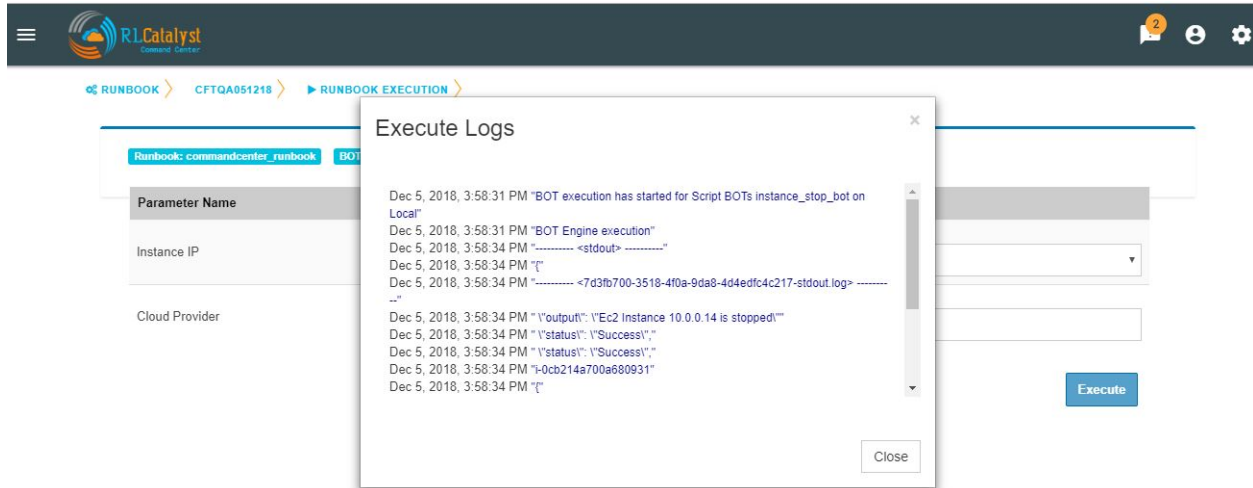 RLCatalyst
Command Center
2
RUNBOOK
CFTQA051218
RUNBOOK EXECUTION
Execute Logs
×
Runbook: commandcenter_runbook
BOT
Parameter Name
Instance IP
Cloud Provider
Dec 5, 2018, 3:58:31 PM "BOT execution has started for Script BOTs instance_stop_bot on
Local"
Dec 5, 2018, 3:58:31 PM "BOT Engine execution"
Dec 5, 2018, 3:58:34 PM "---------- <stdout> ----------"
Dec 5, 2018, 3:58:34 PM "{"
Dec 5, 2018, 3:58:34 PM "---------- <7d3fb700-3518-4f0a-9da8-4d4edfc4c217-stdout.log> --------
--"
Dec 5, 2018, 3:58:34 PM " \"output\": \"Ec2 Instance 10.0.0.14 is stopped\""
Dec 5, 2018, 3:58:34 PM " \"status\": \"Success\","
Dec 5, 2018, 3:58:34 PM " \"status\": \"Success\","
Dec 5, 2018, 3:58:34 PM "i-0cb214a700a680931"
Dec 5, 2018, 3:58:34 PM "{"
Execute
Close